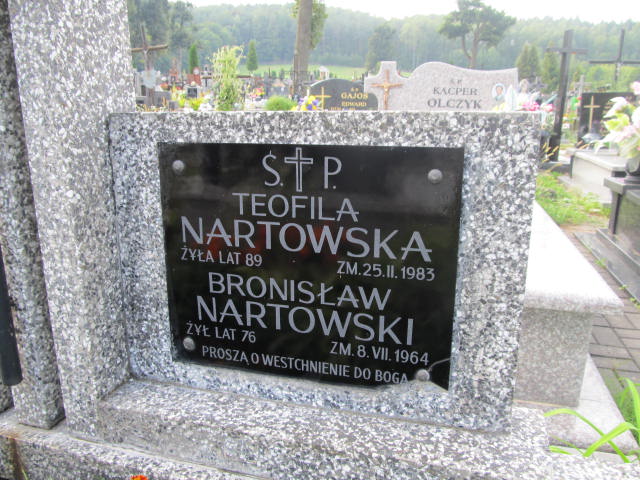 Ś. P.
TEOFILA
NARTOWSKA
ŻYŁA LAT 89 ZM. 25. II. 1983
BRONISŁAW
NARTOWSKI
ŻYŁ LAT 76 ZM. 8. VII. 1964
PROSZĄ O WESTCHNIENIE DO BOGA
Ś P
GAJOS
EDWARD
Ś. P.
KACPER
OLCZYK